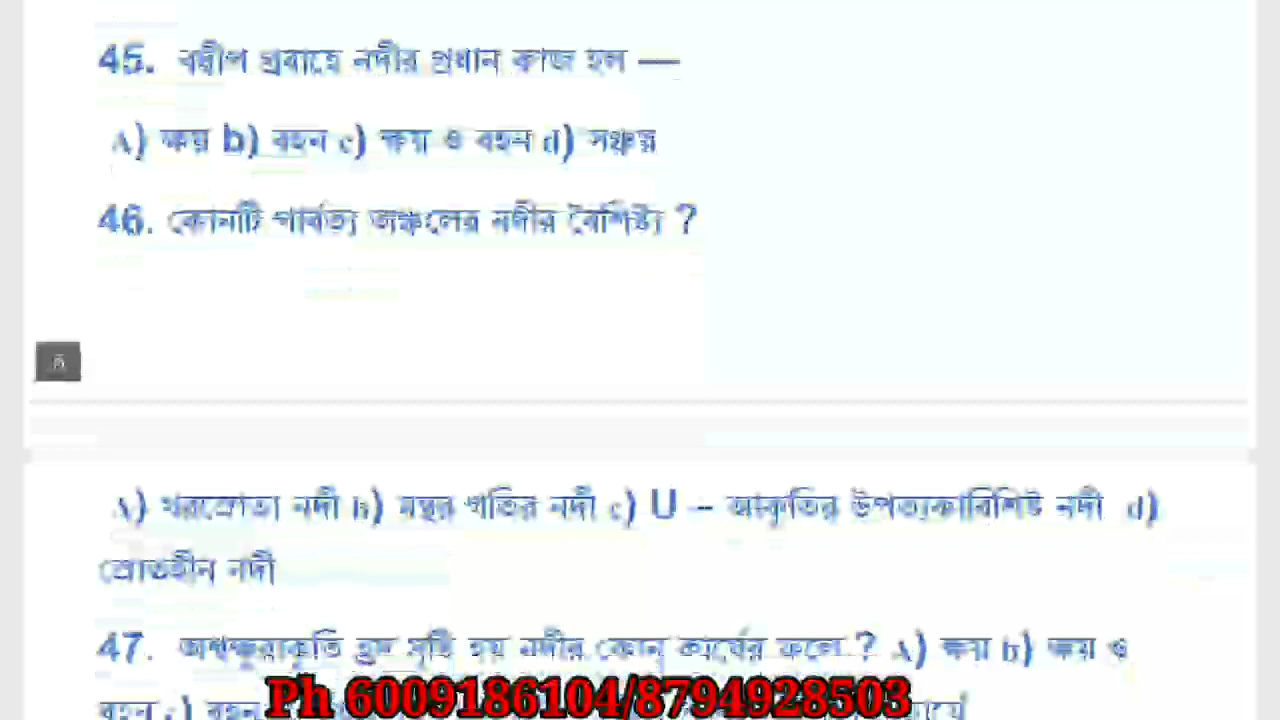 45. বদ্বীপ প্রবাহে নদীর প্রধান কাজ হল —
A) ক্ষয় b) বহন c) ক্ষয় ও বহন d) সঞ্চয়
46. কোনটি পার্বত্য অঞ্চলের নদীর বৈশিষ্ট্য ?
A) খরস্রোতা নদী b) মন্থর গতির নদী c) U – আকৃতির উপত্যকাবিশিষ্ট নদী d)
স্রোতহীন নদী
47. অশ্বক্ষুরাকৃতি হ্রদ সৃষ্টি হয় নদীর কোন্ কার্যের ফলে ? A) ক্ষয় b) ক্ষয় ও
বহন c) বহন
Ph 6009186104/8794928503